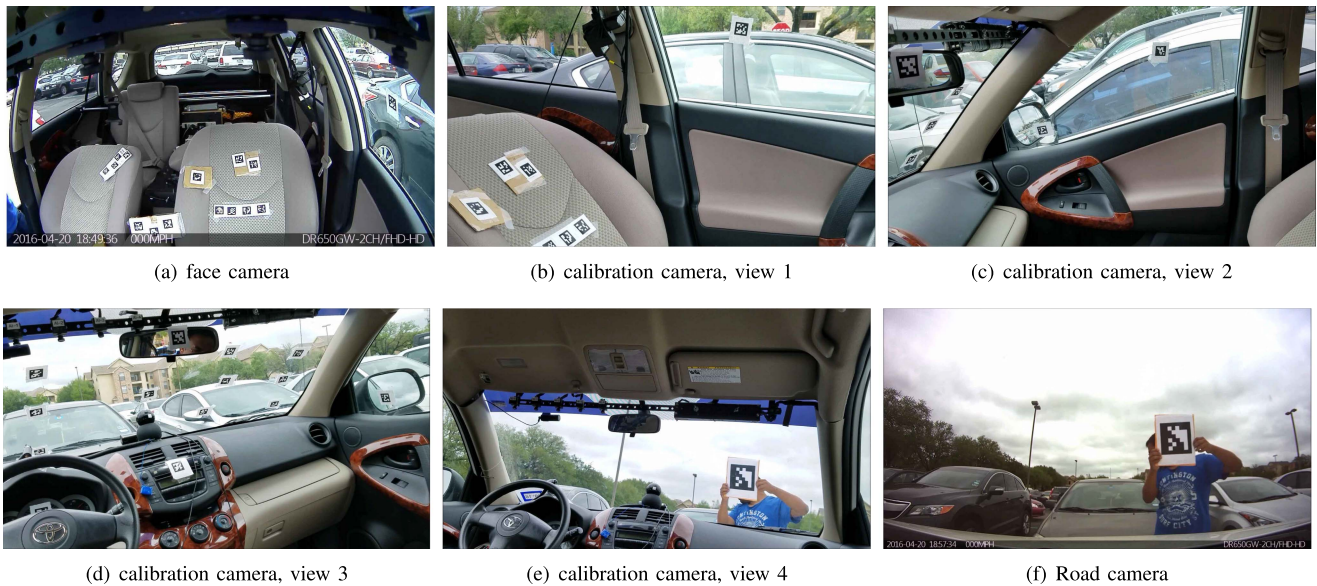 2016-04-20 18:49:36 000MPH DR650GW-2CH/FHD-HD
(a) face camera
(b) calibration camera, view 1
(c) calibration camera, view 2
2016-04-20 18:57:34 000MPH DR650GW-2CH/FHD-HD
(d) calibration camera, view 3
(e) calibration camera, view 4
(f) Road camera